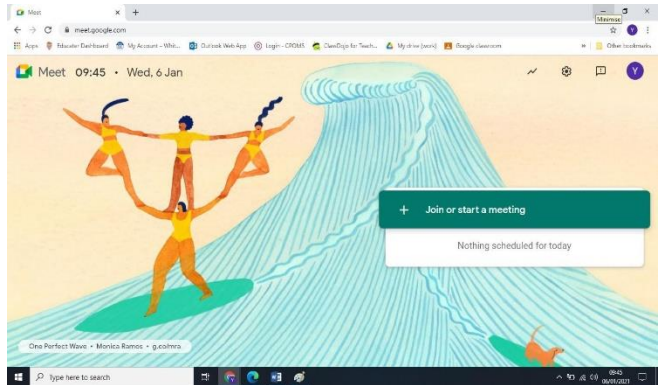 Meet
meet.google.com
Minimise
Apps
Educator Dashboard
My Account - Whit...
Outlook Web App
Login - CPOMS
ClassDojo for Teach...
My drive (work)
Google classroom
Other bookmarks
Meet 09:45 • Wed, 6 Jan
Y
Join or start a meeting
Nothing scheduled for today
One Perfect Wave • Monica Ramos • g.co/mra
Type here to search
09:45
06/01/2021